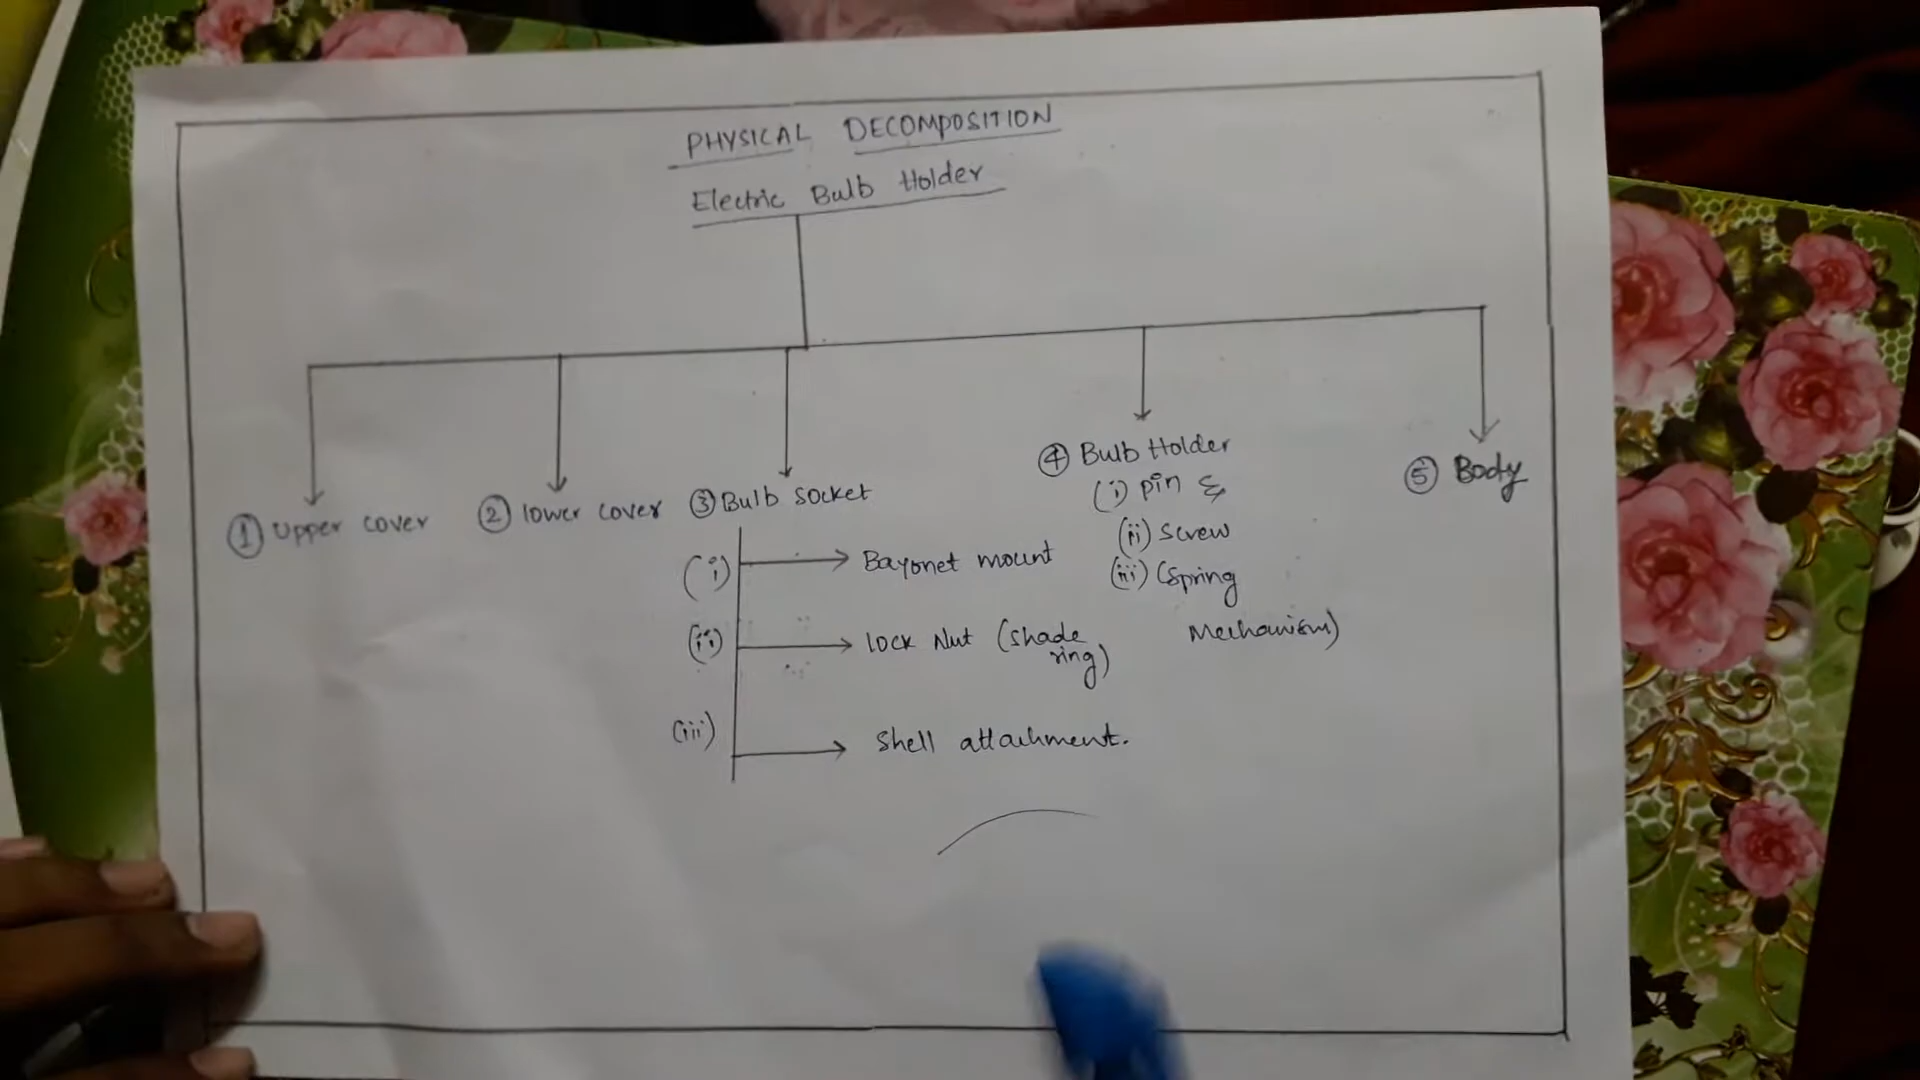 PHYSICAL DECOMPOSITION
Electric Bulb Holder
① Upper cover
② lower cover
③ Bulb socket
(i) Bayonet mount
(ii) lock Nut (shade ring)
(iii) Shell attachment.
④ Bulb Holder
(i) pin &
(ii) screw
(iii) (spring
Mechanism)
⑤ Body